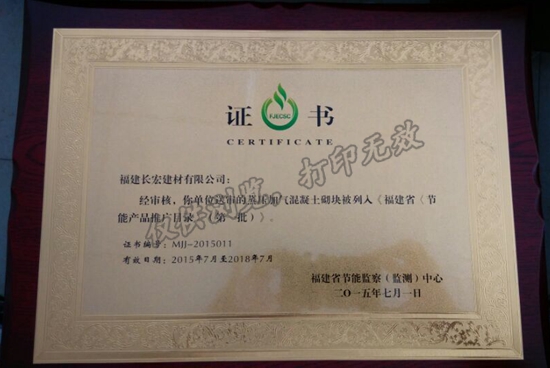 证 书
FJECSC
CERTIFICATE
福建长宏建材有限公司：
经审核，你单位送审的蒸压加气混凝土砌块被列入《福建省〈节
能产品推广目录〉（第一批）》。
仅供浏览，打印无效
证书编号：MJJ-2015011
有效日期：2015年7月至2018年7月
福建省节能监察（监测）中心
二〇一五年七月一日